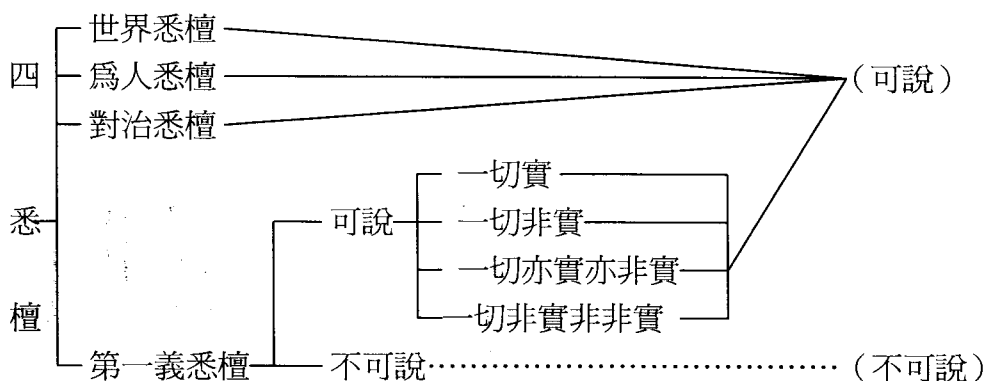 四悉檀
世界悉檀
爲人悉檀 (可說)
對治悉檀
一切實
可說 一切非實
一切亦實亦非實
一切非實非非實
第一義悉檀 不可說 (不可說)